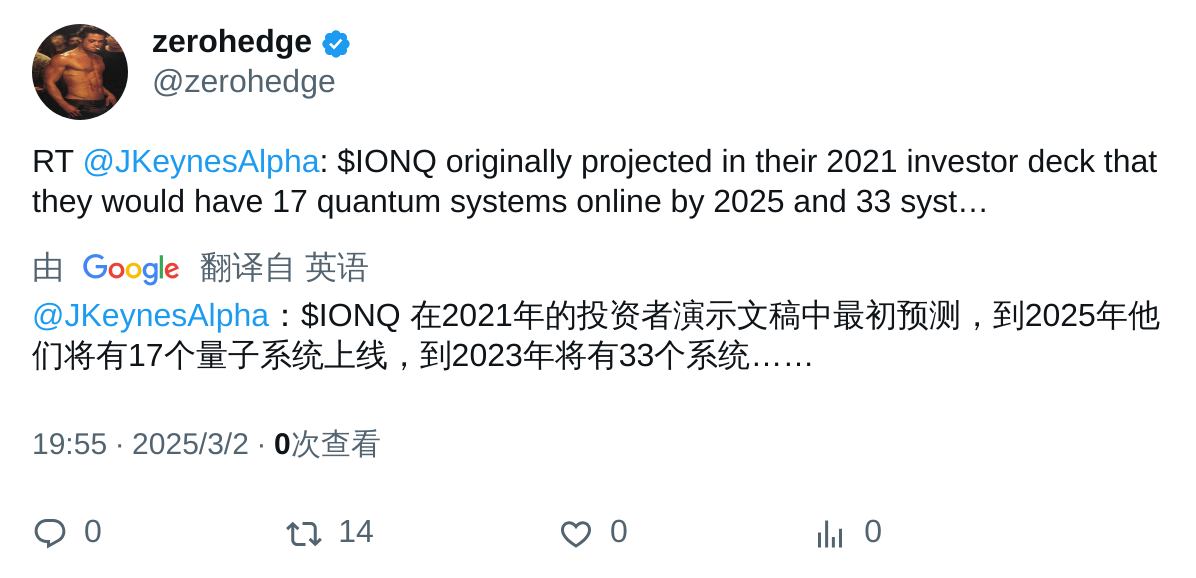 zerohedge
@zerohedge
RT @JKeynesAlpha: $IONQ originally projected in their 2021 investor deck that
they would have 17 quantum systems online by 2025 and 33 syst…
由 Google 翻译自 英语
@JKeynesAlpha：$IONQ 在2021年的投资者演示文稿中最初预测，到2025年他
们将有17个量子系统上线，到2023年将有33个系统……
19:55 · 2025/3/2 · 0次查看
0 14 0 0